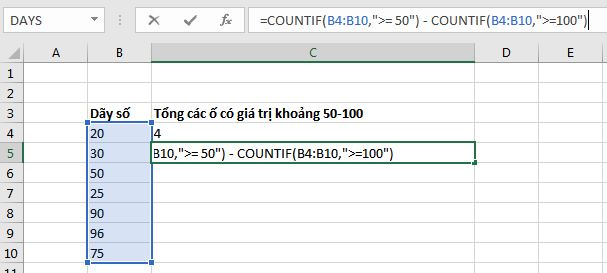 DAYS =COUNTIF(B4:B10,">= 50") - COUNTIF(B4:B10,">=100")
A B C D E
1
2
3 Dãy số Tổng các ố có giá trị khoảng 50-100
4 20 4
5 30 B10,">= 50") - COUNTIF(B4:B10,">=100")
6 50
7 25
8 90
9 96
10 75
11